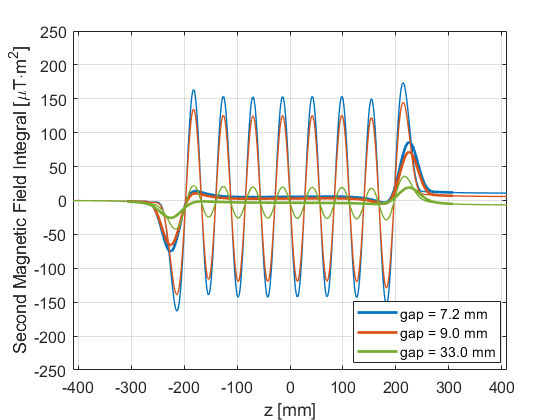 Second Magnetic Field Integral [μT·m²]
250
200
150
100
50
0
-50
-100
-150
-200
-250
gap = 7.2 mm
gap = 9.0 mm
gap = 33.0 mm
-400 -300 -200 -100 0 100 200 300 400
z [mm]